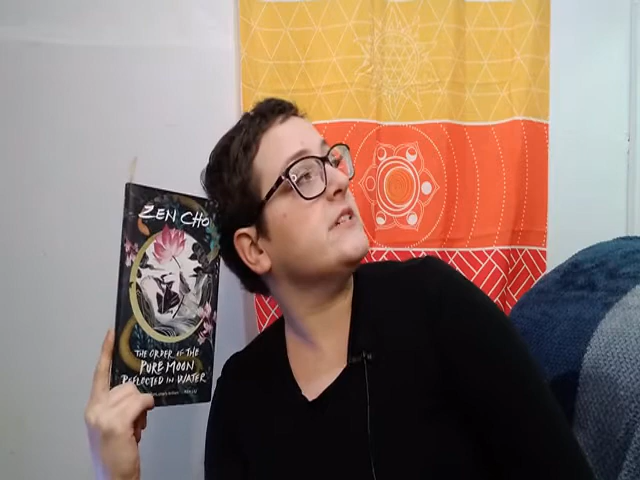 ZEN CHO
THE ORDER OF THE
PURE MOON
REFLECTED IN WATER